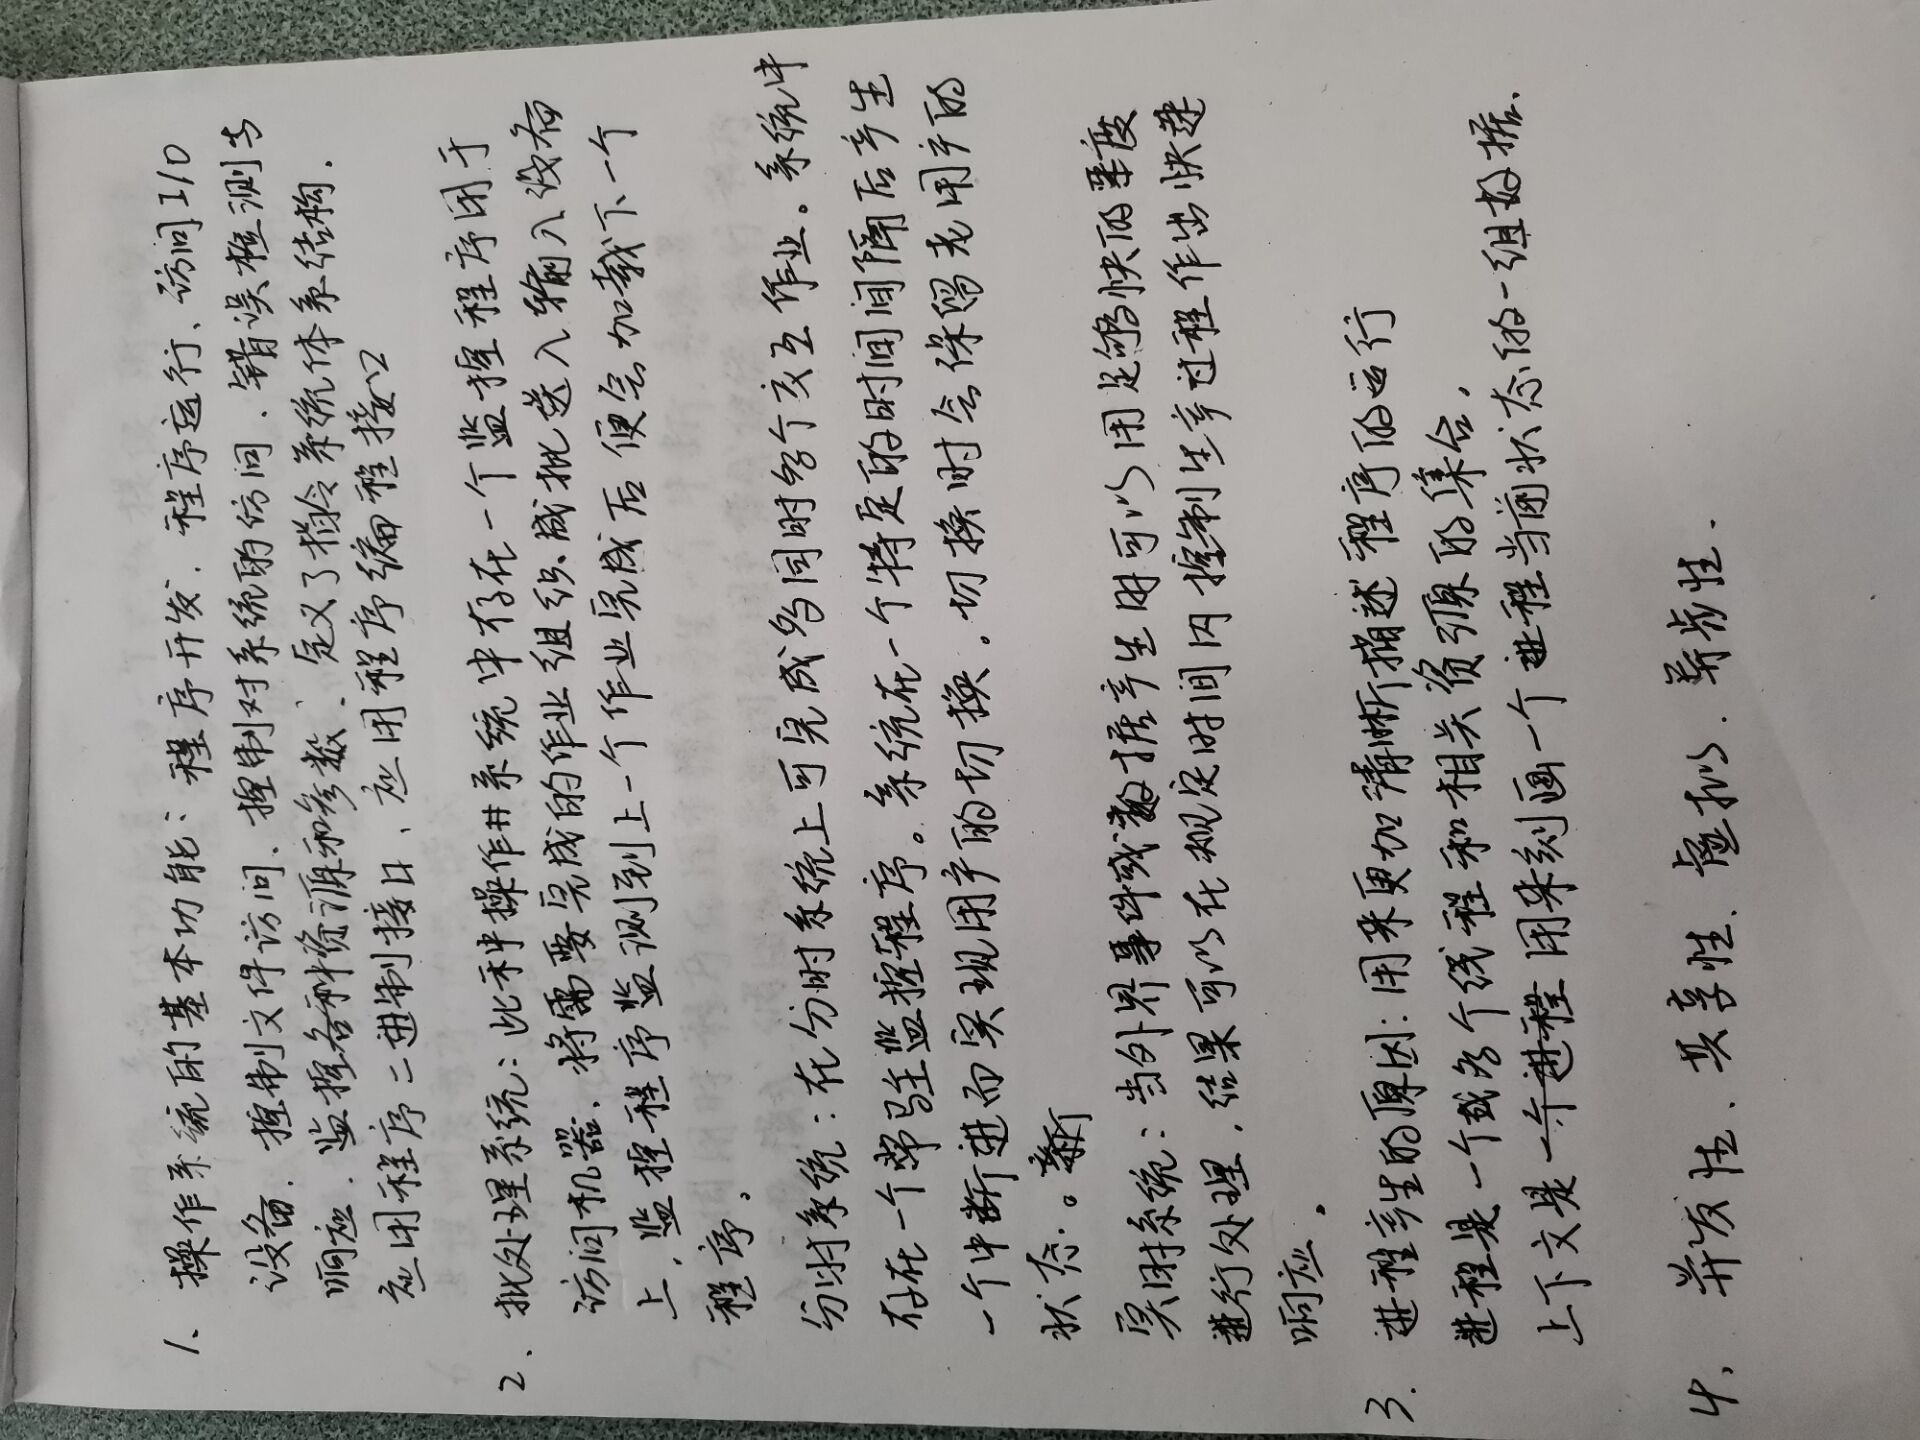 1、操作系统的基本功能：程序开发、程序运行、访问I/O
设备、控制文件访问、控制对系统的访问、错误检测与
响应、监控各种资源和参数、定义了指令系统体系结构、
应用程序二进制接口、应用程序编程接口
2、批处理系统：此种操作系统中存在一个监控程序用于
访问机器，将需要完成的作业组织成批送入输入设备
上，监控程序监测到上一个作业完成后便会加载下一个
程序。
分时系统：在分时系统上可完成多同时多个交互作业。系统中
存在一个常驻监控程序。系统在一个特定的时间间隔后产生
一个中断进而实现用户的切换。切换时会保留老用户的
状态。新
实时系统：当外界事件或数据产生时可以用足够快的速度
进行处理，结果可以在规定时间内控制生产过程作出快速
响应。
3、进程产生的原因：用来更加清晰描述程序的运行
进程是一个或多个线程和相关资源的集合，
上下文是一个进程用来刻画一个进程当前状态的一组数据、
4、并发性、共享性、虚拟、异步性、